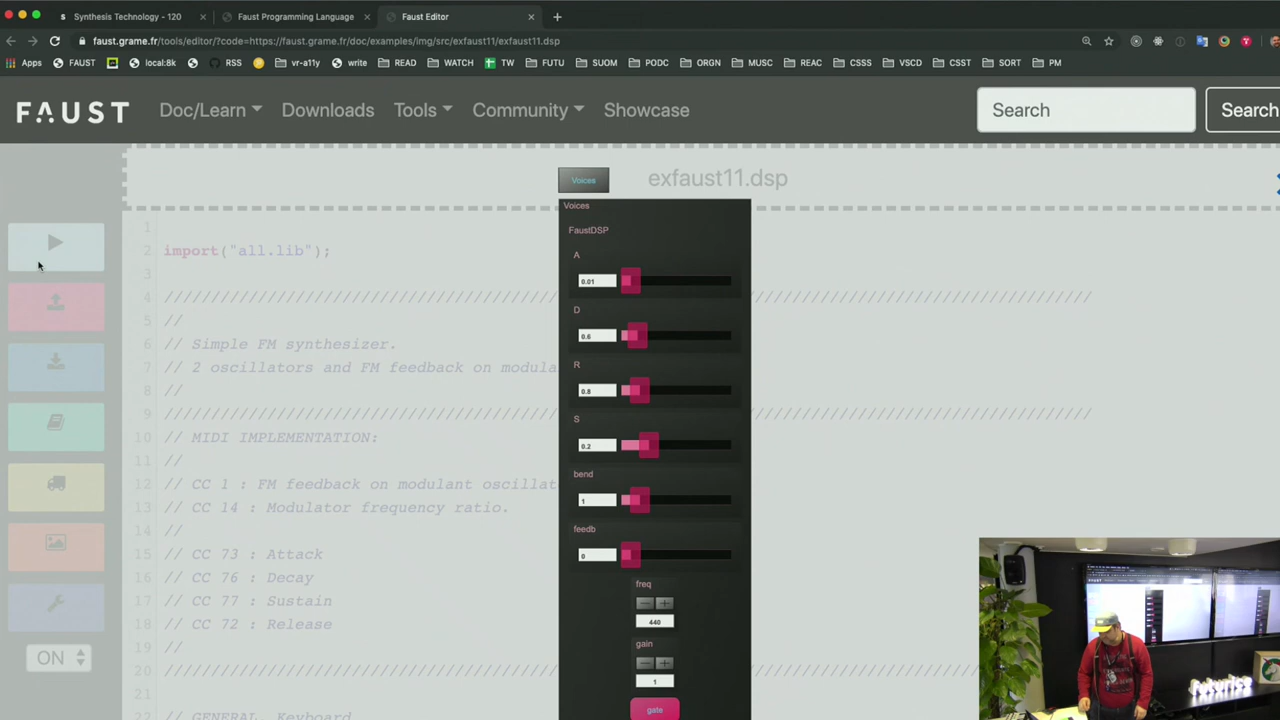 Synthesis Technology - 120
Faust Programming Language
Faust Editor
faust.grame.fr/tools/editor/?code=https://faust.grame.fr/doc/examples/img/src/exfaust11/exfaust11.dsp
Apps FAUST local:8k RSS vr-a11y write READ WATCH TW FUTU SUOM PODC ORGN MUSC REAC CSSS VSCD CSST SORT PM
FAUST Doc/Learn Downloads Tools Community Showcase Search Search
Voices
exfaust11.dsp
1
2 import("all.lib");
3
4 ////////////////////////////////////////////////////////////////////////////
5 //
6 // Simple FM synthesizer.
7 // 2 oscillators and FM feedback on modula
8 //
9 ////////////////////////////////////////////////////////////////////////////
10 // MIDI IMPLEMENTATION:
11 //
12 // CC 1 : FM feedback on modulant oscillat
13 // CC 14 : Modulator frequency ratio.
14 //
15 // CC 73 : Attack
16 // CC 76 : Decay
17 // CC 77 : Sustain
18 // CC 72 : Release
19 //
20 ////////////////////////////////////////////////////////////////////////////
21
22 // GENERAL, Keyboard
ON
Voices
FaustDSP
A
0.01
D
0.6
R
0.8
S
0.2
bend
1
feedb
0
freq
440
gain
1
gate
futurice